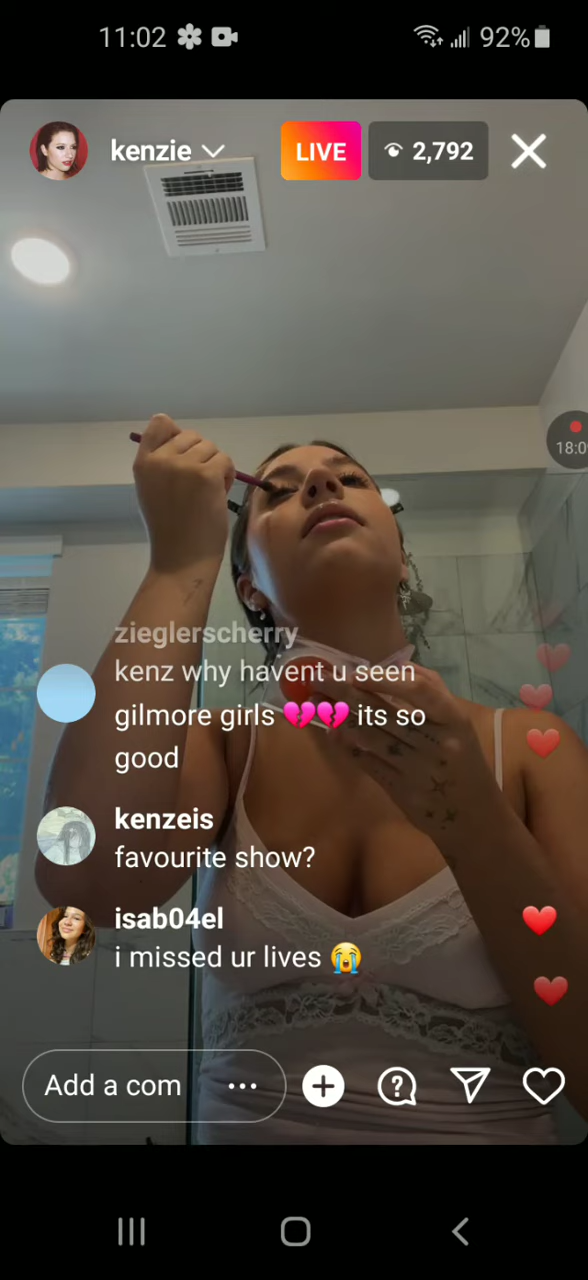 11:02 92%
kenzie LIVE 2,792
18:0
zieglerscherry
kenz why havent u seen
gilmore girls 💔💔 its so
good
kenzeis
favourite show?
isab04el
i missed ur lives 😭
Add a com